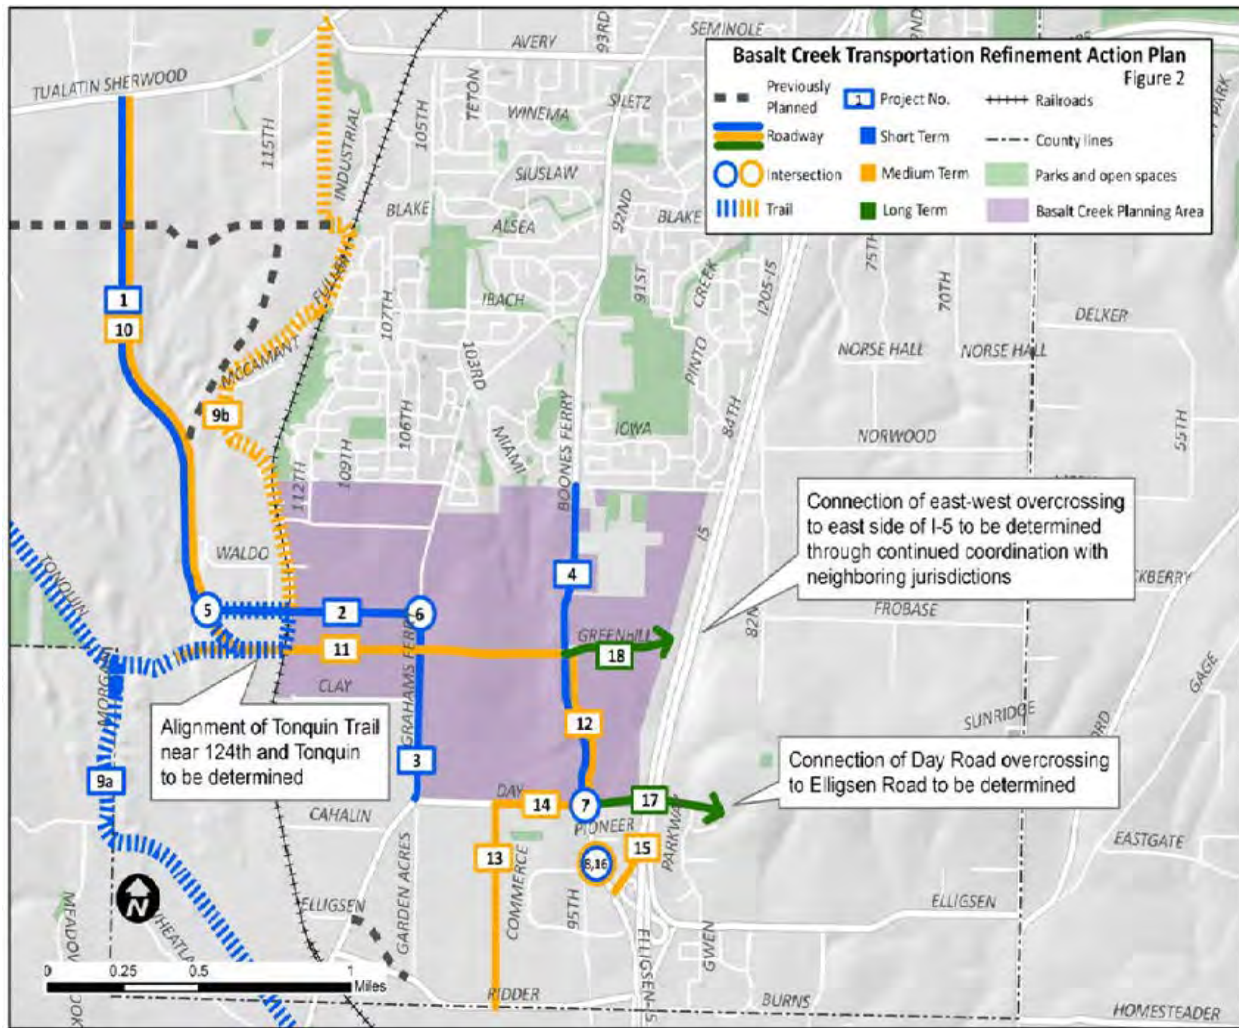 Basalt Creek Transportation Refinement Action Plan
Figure 2
Previously
Planned
Roadway
Intersection
Trail
1 Project No.
Short Term
Medium Term
Long Term
Railroads
County lines
Parks and open spaces
Basalt Creek Planning Area
SEMINOLE
AVERY
93RD
TUALATIN SHERWOOD
115TH
INDUSTRIAL
105TH
TETON
WINEMA
SILETZ
SIUSLAW
92ND
BLAKE
ALSEA
BLAKE
75TH
70TH
PARK
IBACH
91ST
CREEK
I205-I5
DELKER
1
10
FULLER
MCCAMANT
107TH
103RD
PINTO
NORSE HALL
NORSE HALL
9b
109TH
106TH
MIAMI
BOONES FERRY
IOWA
84TH
NORWOOD
55TH
112TH
Connection of east-west overcrossing
to east side of I-5 to be determined
through continued coordination with
neighboring jurisdictions
I5
TONQUIN
WALDO
4
5
2
6
82N
FROBASE
GREENHILL
11
18
GRAHAMS FERRY
CLAY
GAGE
Alignment of Tonquin Trail
near 124th and Tonquin
to be determined
12
SUNRIDGE
9a
3
Connection of Day Road overcrossing
to Elligsen Road to be determined
DAY
14
7
17
CAHALIN
PIONEER
PARKWAY
EASTGATE
13
15
8,16
COMMERCE
95TH
GARDEN ACRES
ELLIGSEN
ELLIGSEN
N
GWEN
ELLIGSEN-I5
0 0.25 0.5 1
Miles
RIDDER
BURNS
HOMESTEADER